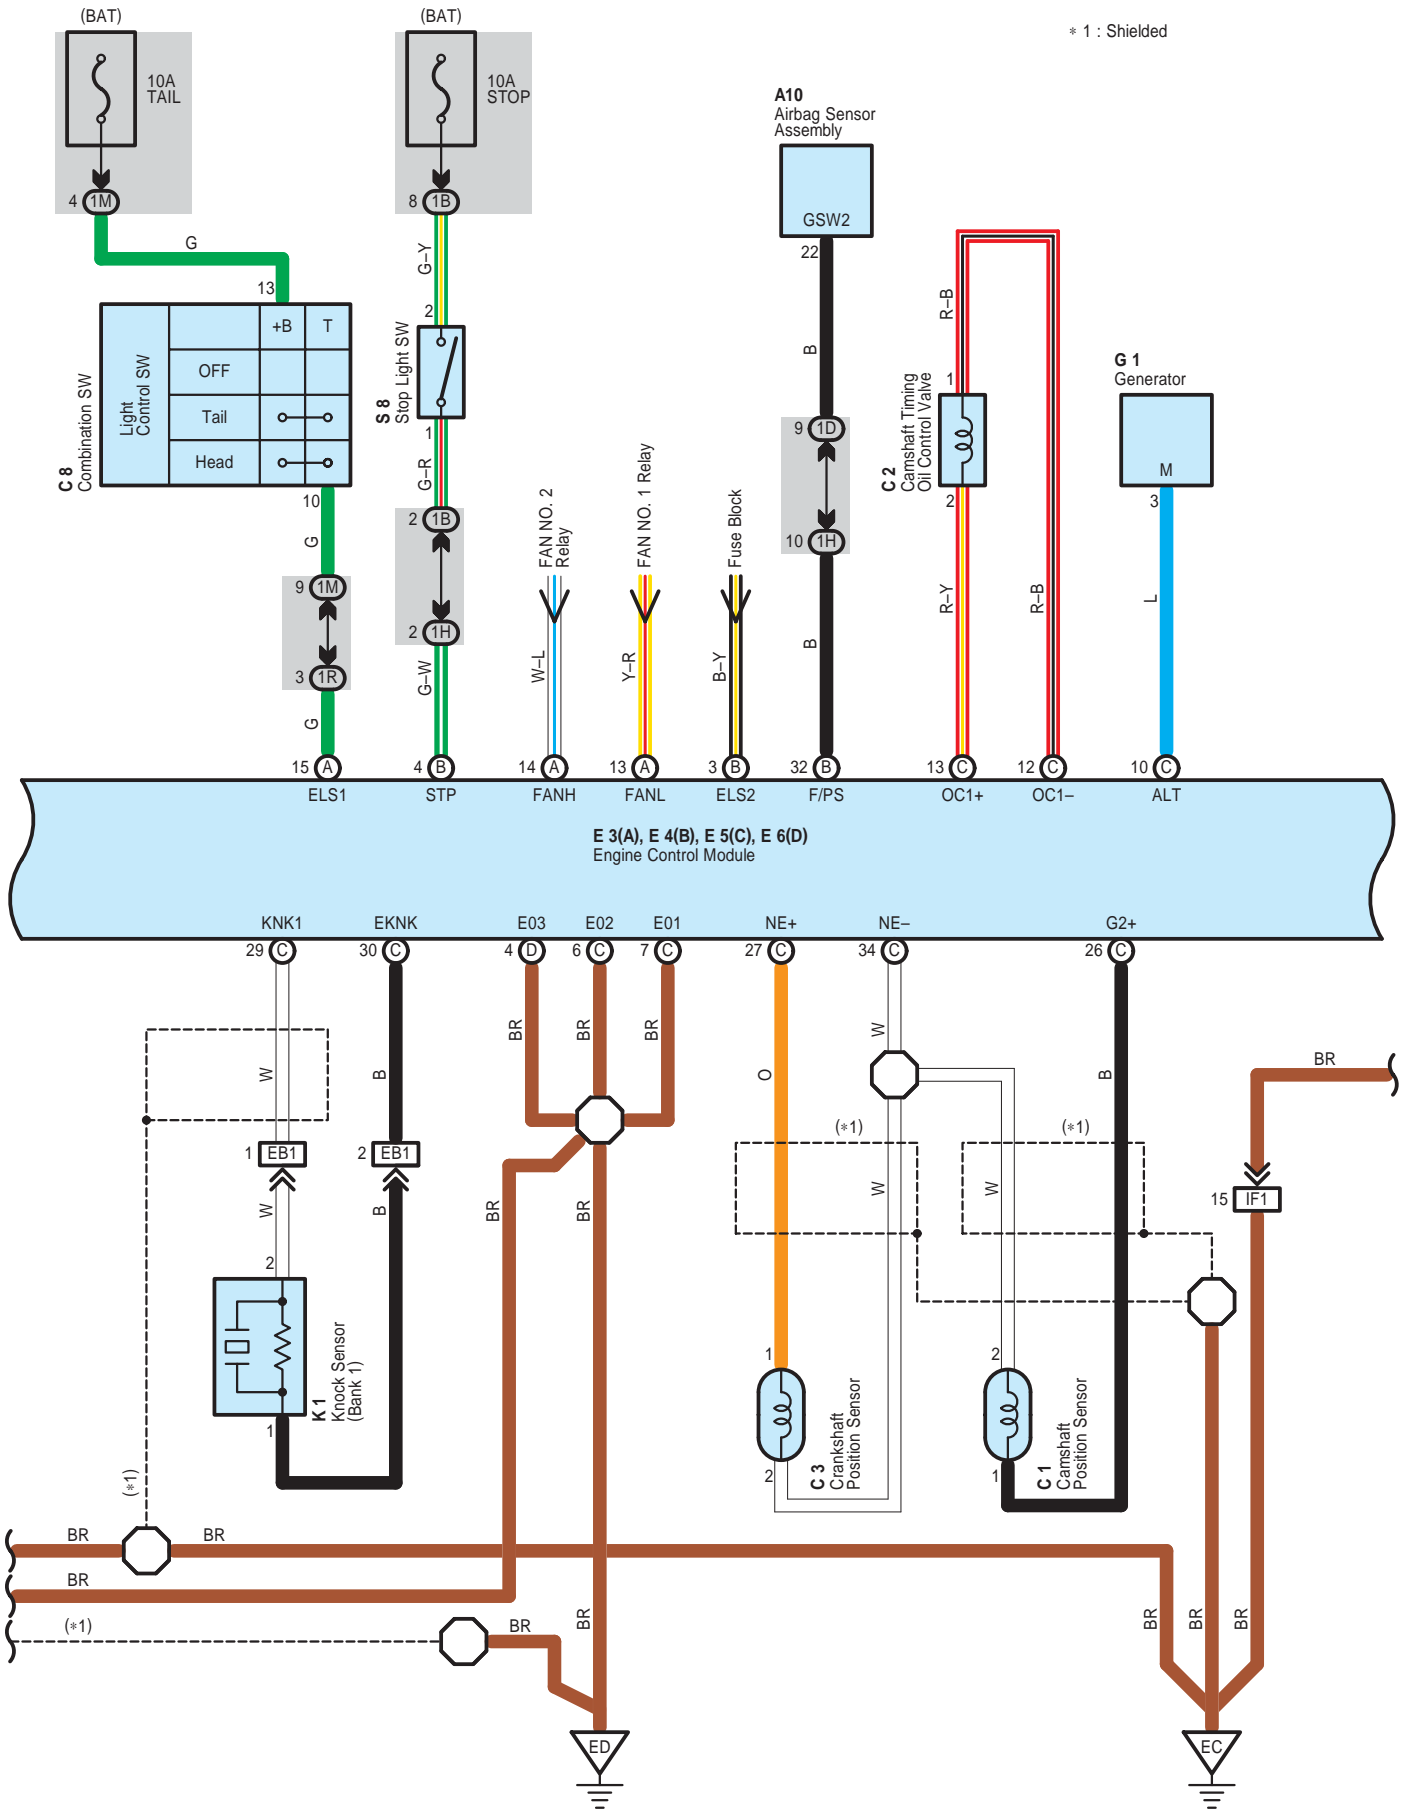 (BAT)
(BAT)
* 1 : Shielded
10A
TAIL
10A
STOP
A10
Airbag Sensor
Assembly
4 1M
8 1B
GSW2
22
G
G–Y
13
2
R–B
C 8
Combination SW
Light
Control SW
+B T
OFF
Tail
Head
S 8
Stop Light SW
1
B
1
G 1
Generator
C 2
Camshaft Timing
Oil Control Valve
M
9 1D
10 1H
10
G
G–R
2 1B
FAN NO. 2
Relay
FAN NO. 1 Relay
Fuse Block
2
3
9 1M
2 1H
3 1R
G
G–W
W–L
Y–R
B–Y
B
R–Y
R–B
L
15 A
4 B
14 A
13 A
3 B
32 B
13 C
12 C
10 C
ELS1
STP
FANH
FANL
ELS2
F/PS
OC1+
OC1–
ALT
E 3(A), E 4(B), E 5(C), E 6(D)
Engine Control Module
KNK1
EKNK
E03
E02
E01
NE+
NE–
G2+
29 C
30 C
4 D
6 C
7 C
27 C
34 C
26 C
BR
BR
BR
W
BR
W
B
O
B
(*1)
(*1)
1 EB1
2 EB1
W
B
BR
BR
W
W
15 IF1
2
1
K 1
Knock Sensor
(Bank 1)
1
2
C 3
Crankshaft
Position Sensor
2
1
C 1
Camshaft
Position Sensor
(*1)
BR
BR
BR
(*1)
BR
BR
BR
BR
BR
ED
EC